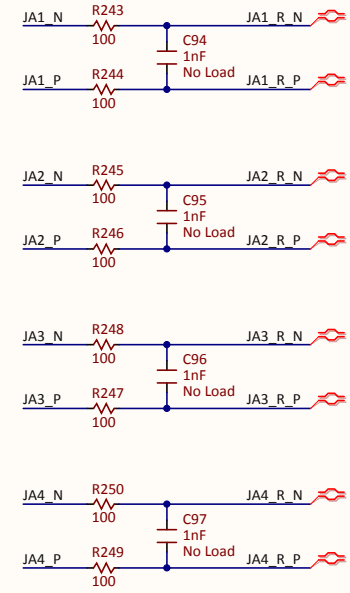 JA1_N R243 100 JA1_R_N
C94
1nF
No Load
JA1_P R244 100 JA1_R_P
JA2_N R245 100 JA2_R_N
C95
1nF
No Load
JA2_P R246 100 JA2_R_P
JA3_N R248 100 JA3_R_N
C96
1nF
No Load
JA3_P R247 100 JA3_R_P
JA4_N R250 100 JA4_R_N
C97
1nF
No Load
JA4_P R249 100 JA4_R_P